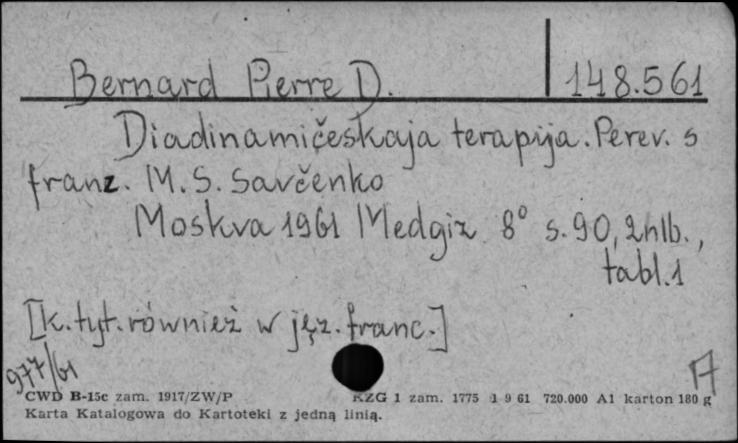 Bernard Pierre D. 148.561
Diadinamičeskaja terapija. Perev. s
franz. M. S. Savčenko
Moskva 1961 Medgiz 8° s. 90, 2 nlb.,
tabl. 1
[k. tyt. również w jęz. franc.]
977/61
CWD B-15c zam. 1917/ZW/P KZG 1 zam. 1775 1 9 61 720.000 A1 karton 180 g
Karta Katalogowa do Kartoteki z jedną linią.